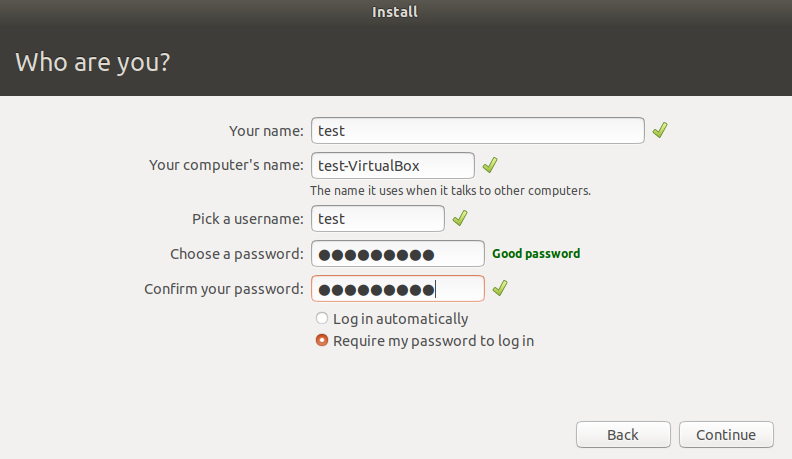 Install
Who are you?
Your name: test
Your computer's name: test-VirtualBox
The name it uses when it talks to other computers.
Pick a username: test
Choose a password: ●●●●●●●●● Good password
Confirm your password: ●●●●●●●●●
Log in automatically
Require my password to log in
Back Continue